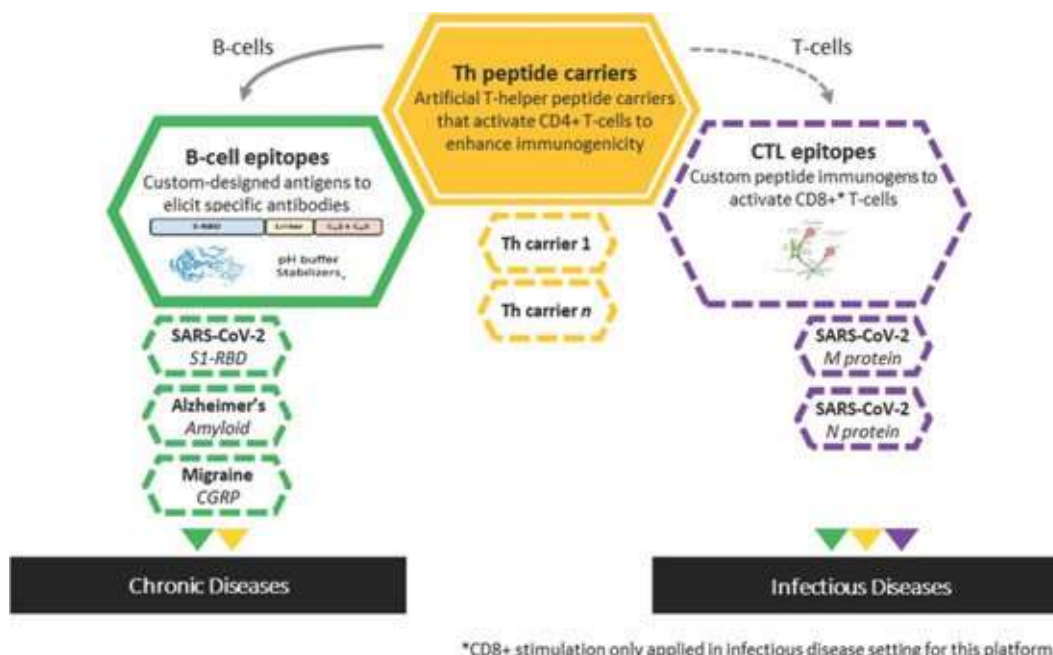 B-cells
T-cells
Th peptide carriers
Artificial T-helper peptide carriers
that activate CD4+ T-cells to
enhance immunogenicity
B-cell epitopes
Custom-designed antigens to
elicit specific antibodies
S-RBD
Linker
pH buffer
Stabilizers
CTL epitopes
Custom peptide immunogens to
activate CD8+* T-cells
Th carrier 1
Th carrier n
SARS-CoV-2
S1-RBD
Alzheimer's
Amyloid
Migraine
CGRP
SARS-CoV-2
M protein
SARS-CoV-2
N protein
Chronic Diseases
Infectious Diseases
*CD8+ stimulation only applied in infectious disease setting for this platform